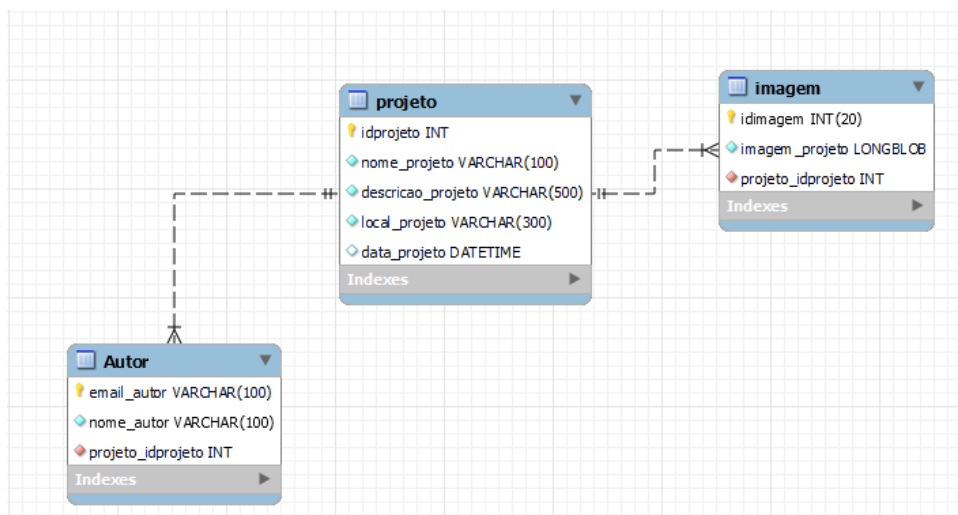 projeto
idprojeto INT
nome_projeto VARCHAR(100)
descricao_projeto VARCHAR(500)
local_projeto VARCHAR(300)
data_projeto DATETIME
Indexes
imagem
idimagem INT(20)
imagem_projeto LONGBLOB
projeto_idprojeto INT
Indexes
Autor
email_autor VARCHAR(100)
nome_autor VARCHAR(100)
projeto_idprojeto INT
Indexes